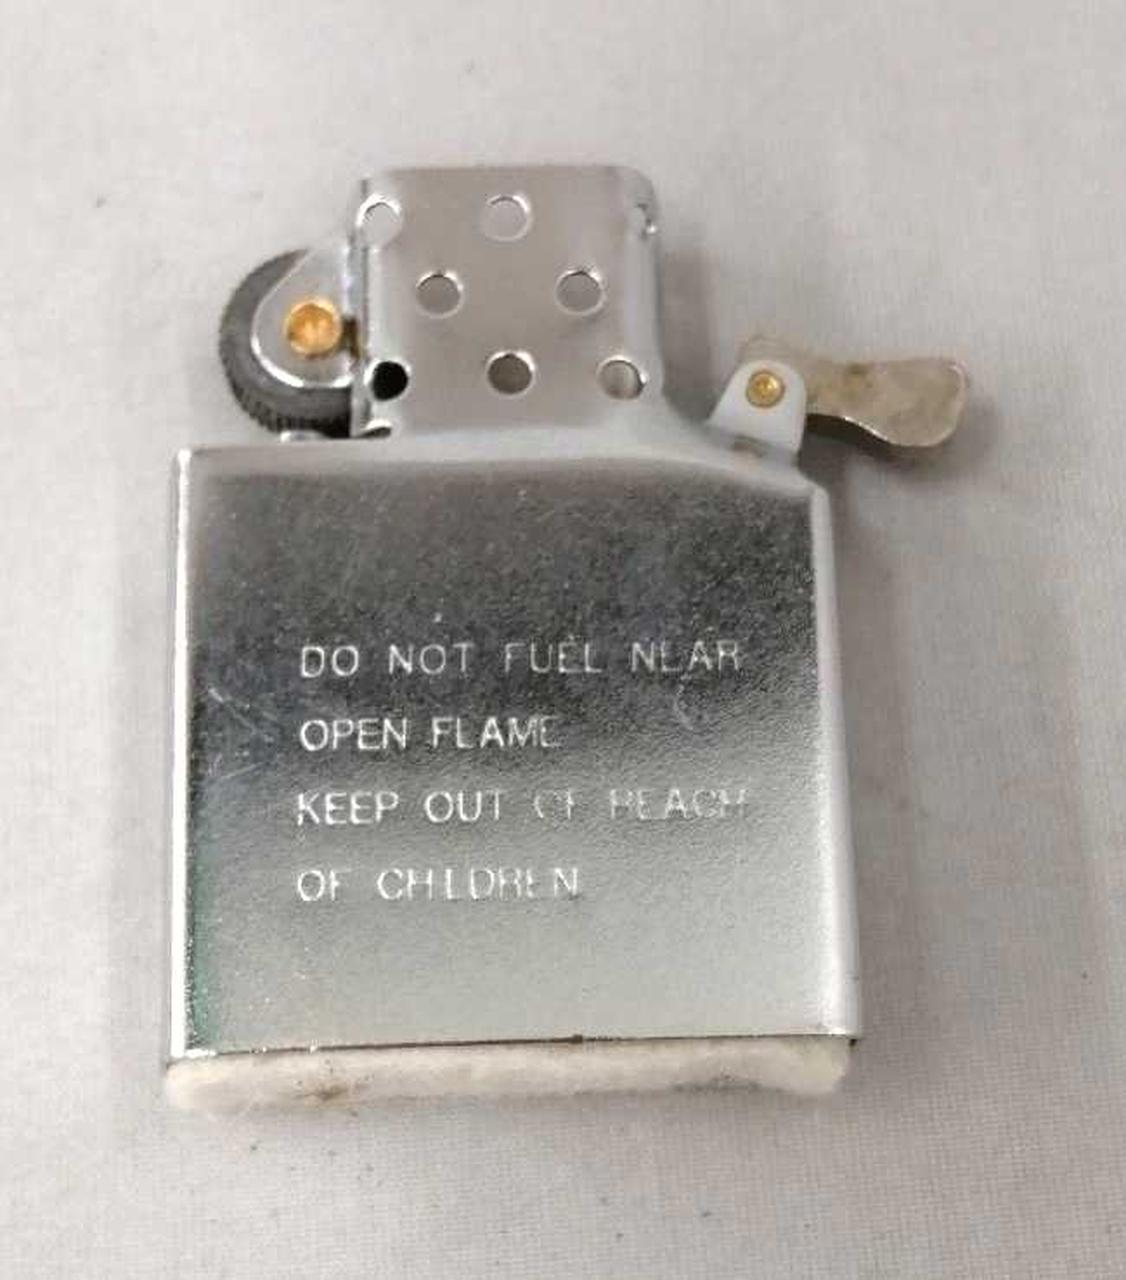 DO NOT FUEL NEAR
OPEN FLAME
KEEP OUT OF REACH
OF CHILDREN